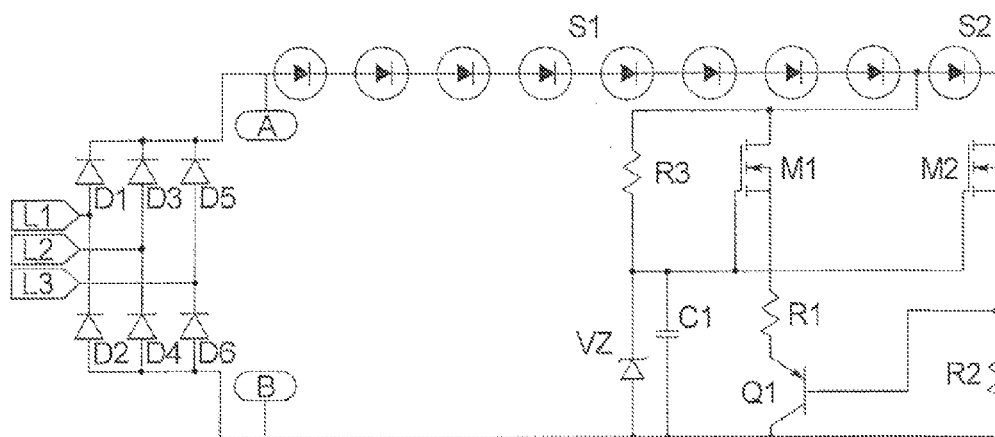 S1 S2
A
D1 D3 D5
R3 M1 M2
L1
L2
L3
C1 R1
D2 D4 D6
VZ
B
Q1 R2